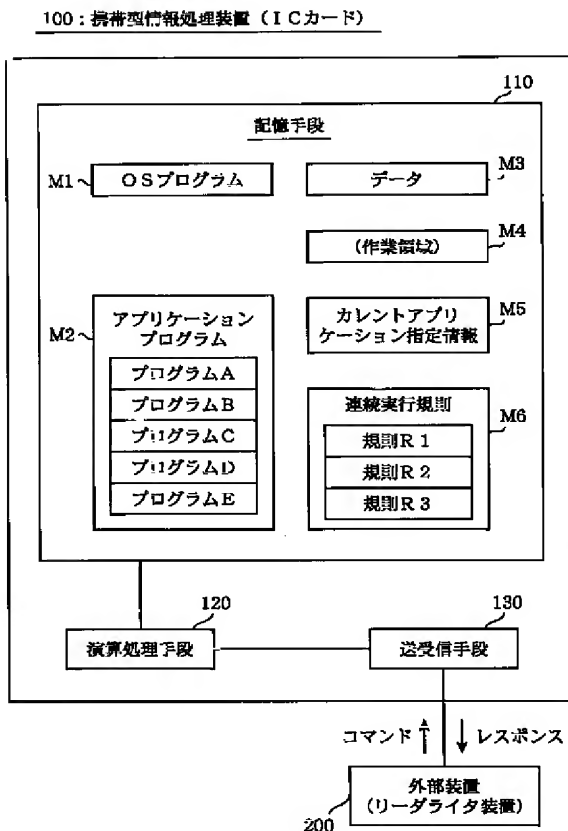 100：携帯型情報処理装置（ＩＣカード）
110
記憶手段
M1
ＯＳプログラム
データ
M3
（作業領域）
M4
M2
アプリケーション
プログラム
プログラムＡ
プログラムＢ
プログラムＣ
プログラムＤ
プログラムＥ
カレントアプリ
ケーション指定情報
M5
連続実行規則
M6
規則Ｒ１
規則Ｒ２
規則Ｒ３
120
演算処理手段
130
送受信手段
コマンド
レスポンス
外部装置
（リーダライタ装置）
200